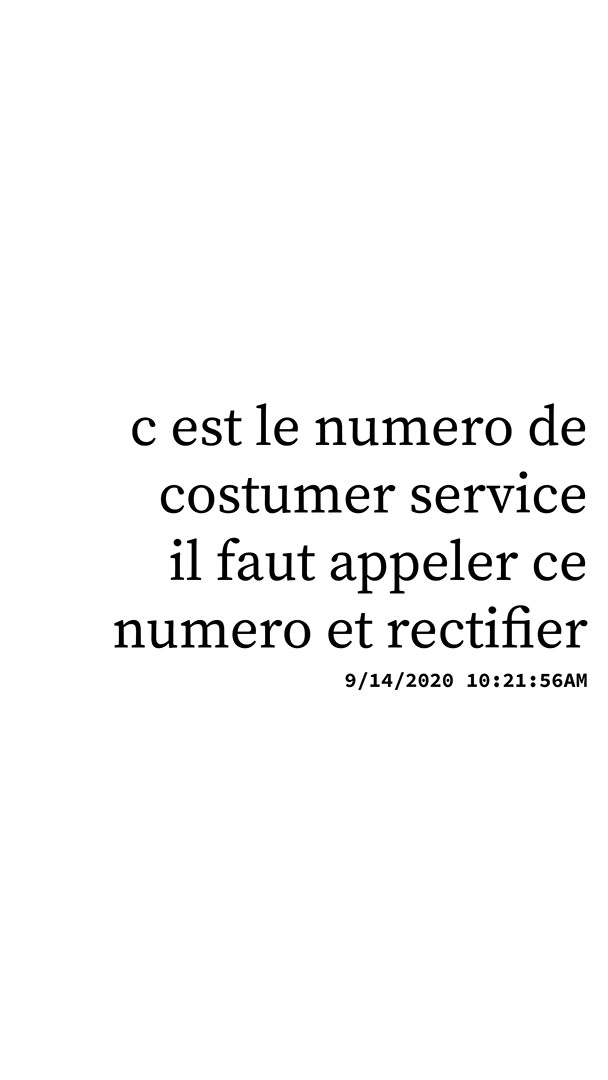 c est le numero de
costumer service
il faut appeler ce
numero et rectifier
9/14/2020 10:21:56AM